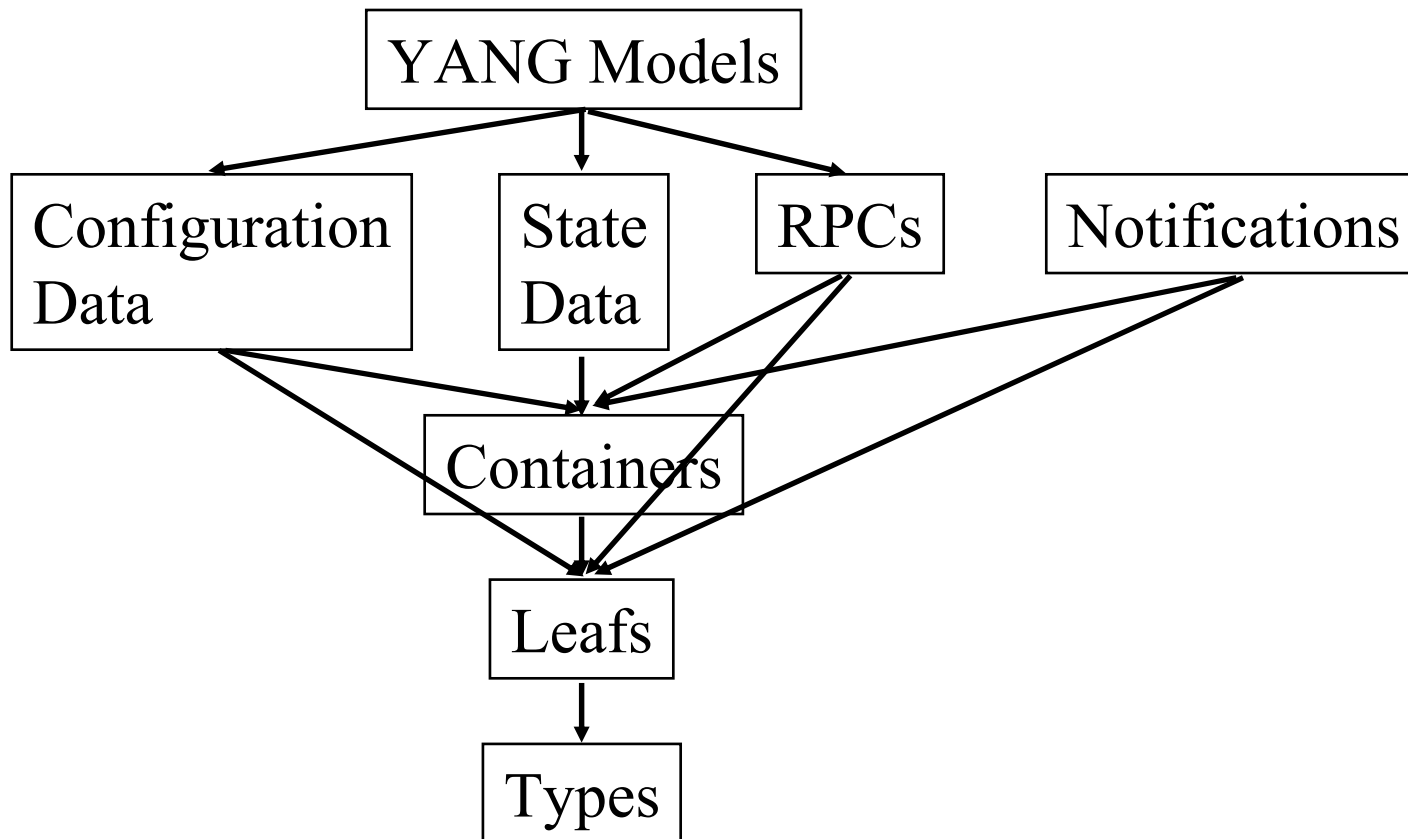 YANG Models
Configuration
Data
State
Data
RPCs
Notifications
Containers
Leafs
Types